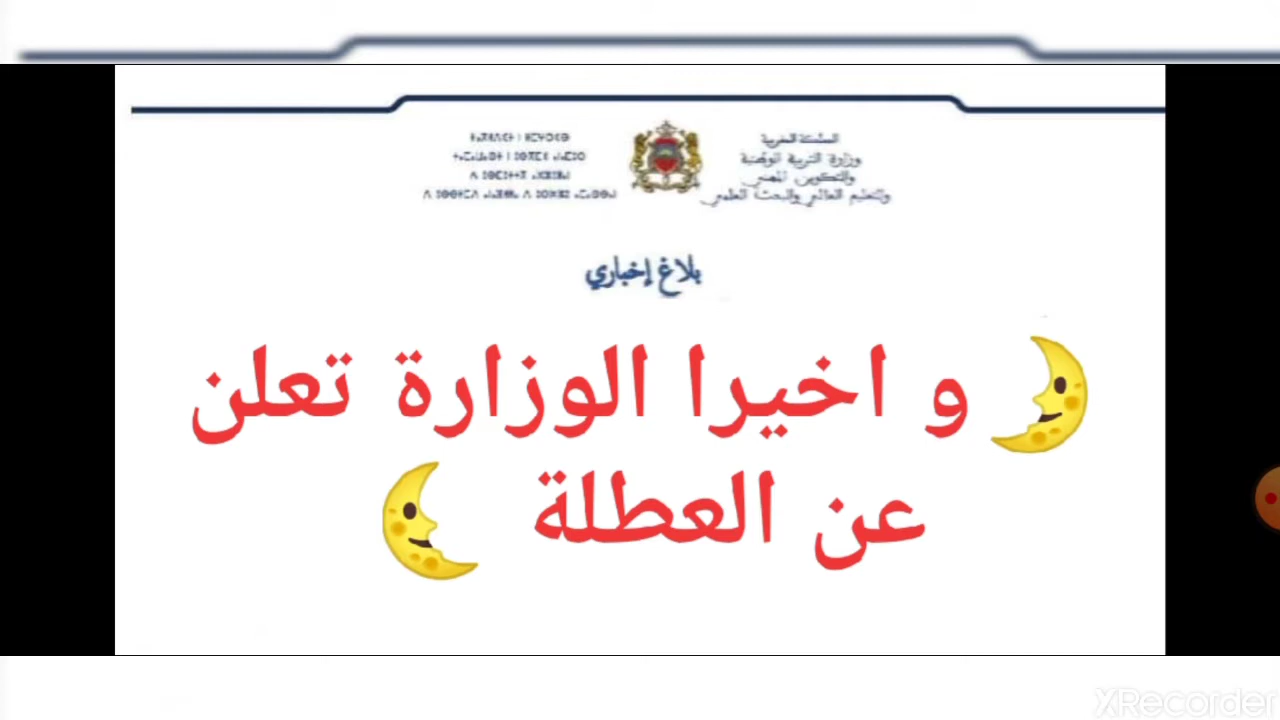 المملكة المغربية
وزارة التربية الوطنية
والتكوين المهني
والتعليم العالي والبحث العلمي
بلاغ إخباري
و اخيرا الوزارة تعلن
عن العطلة
XRecorder